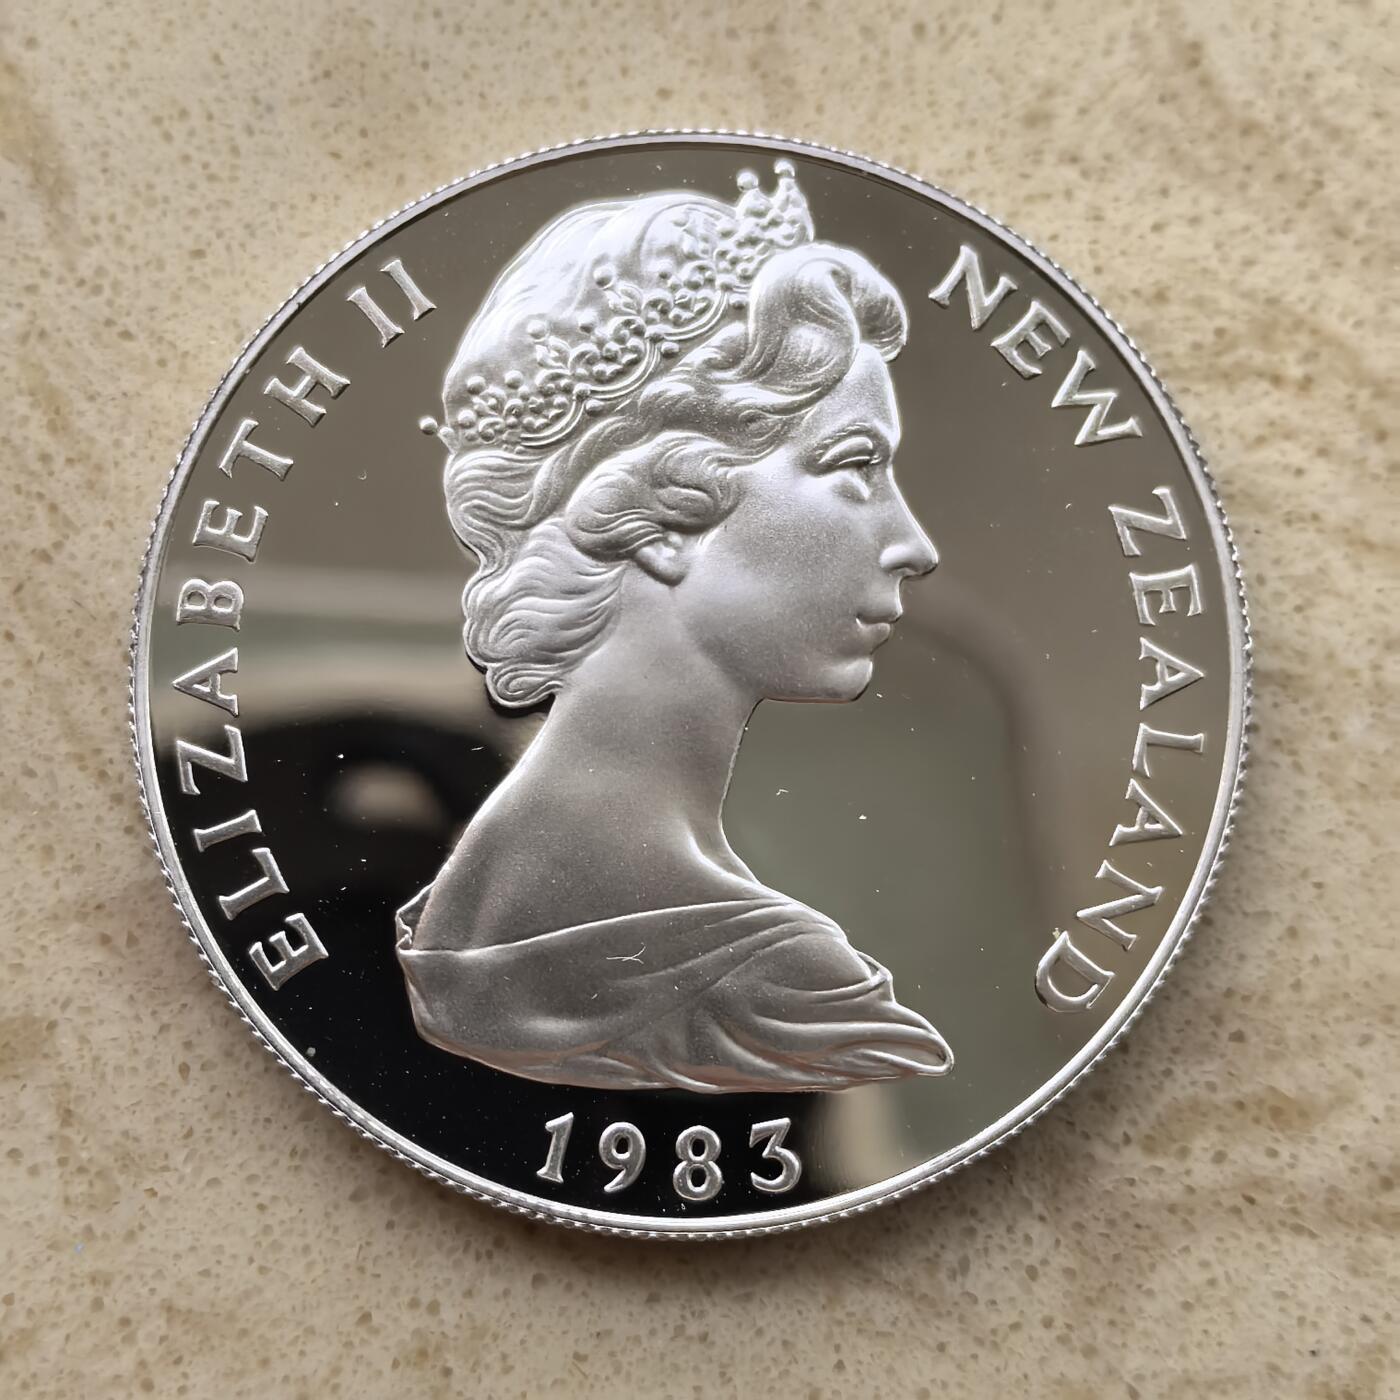 ELIZABETH II
NEW ZEALAND
1983